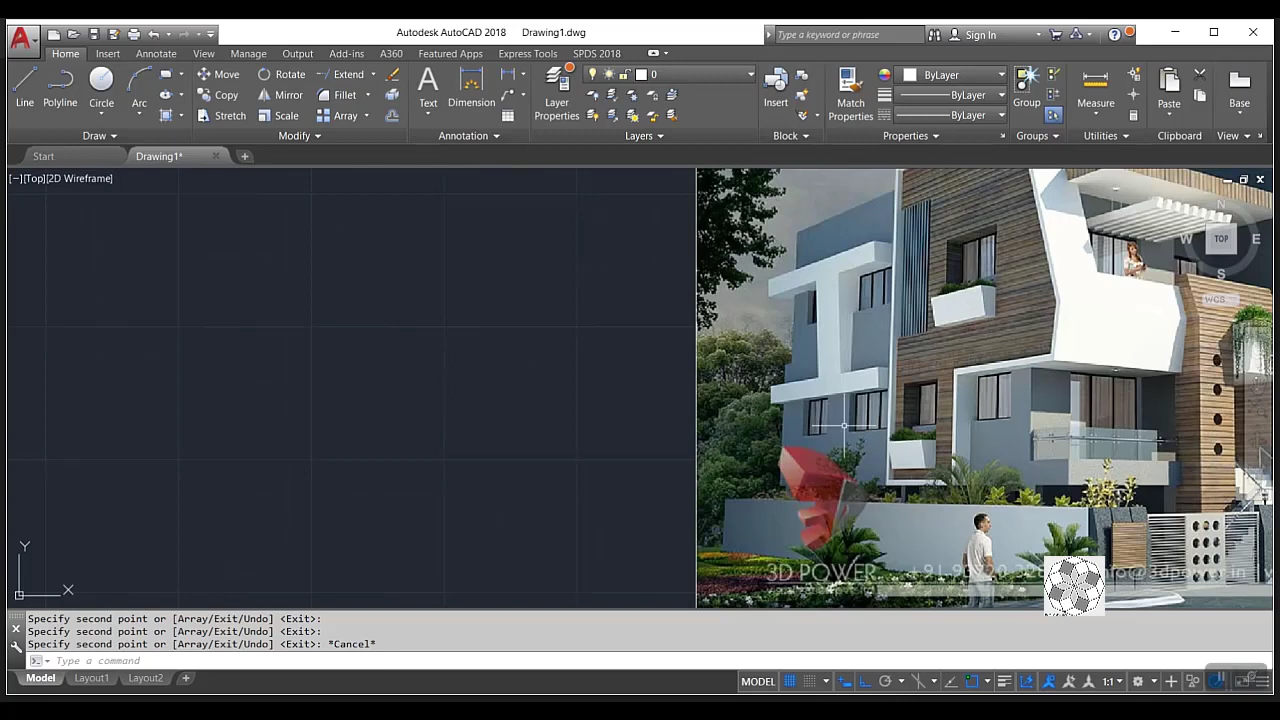 Autodesk AutoCAD 2018 Drawing1.dwg
Type a keyword or phrase
Sign In
Home Insert Annotate View Manage Output Add-ins A360 Featured Apps Express Tools SPDS 2018
Line Polyline Circle Arc
Move Rotate Extend
Copy Mirror Fillet
Stretch Scale Array
Text Dimension
Layer Properties
0
Insert
Match Properties
ByLayer
ByLayer
ByLayer
Group
Measure
Paste
Base
Draw Modify Annotation Layers Block Properties Groups Utilities Clipboard View
Start Drawing1*
[−][Top][2D Wireframe]
N
W TOP E
S
WCS
Y
X
3D POWER
Specify second point or [Array/Exit/Undo] <Exit>:
Specify second point or [Array/Exit/Undo] <Exit>:
Specify second point or [Array/Exit/Undo] <Exit>: *Cancel*
Type a command
Model Layout1 Layout2
MODEL 1:1